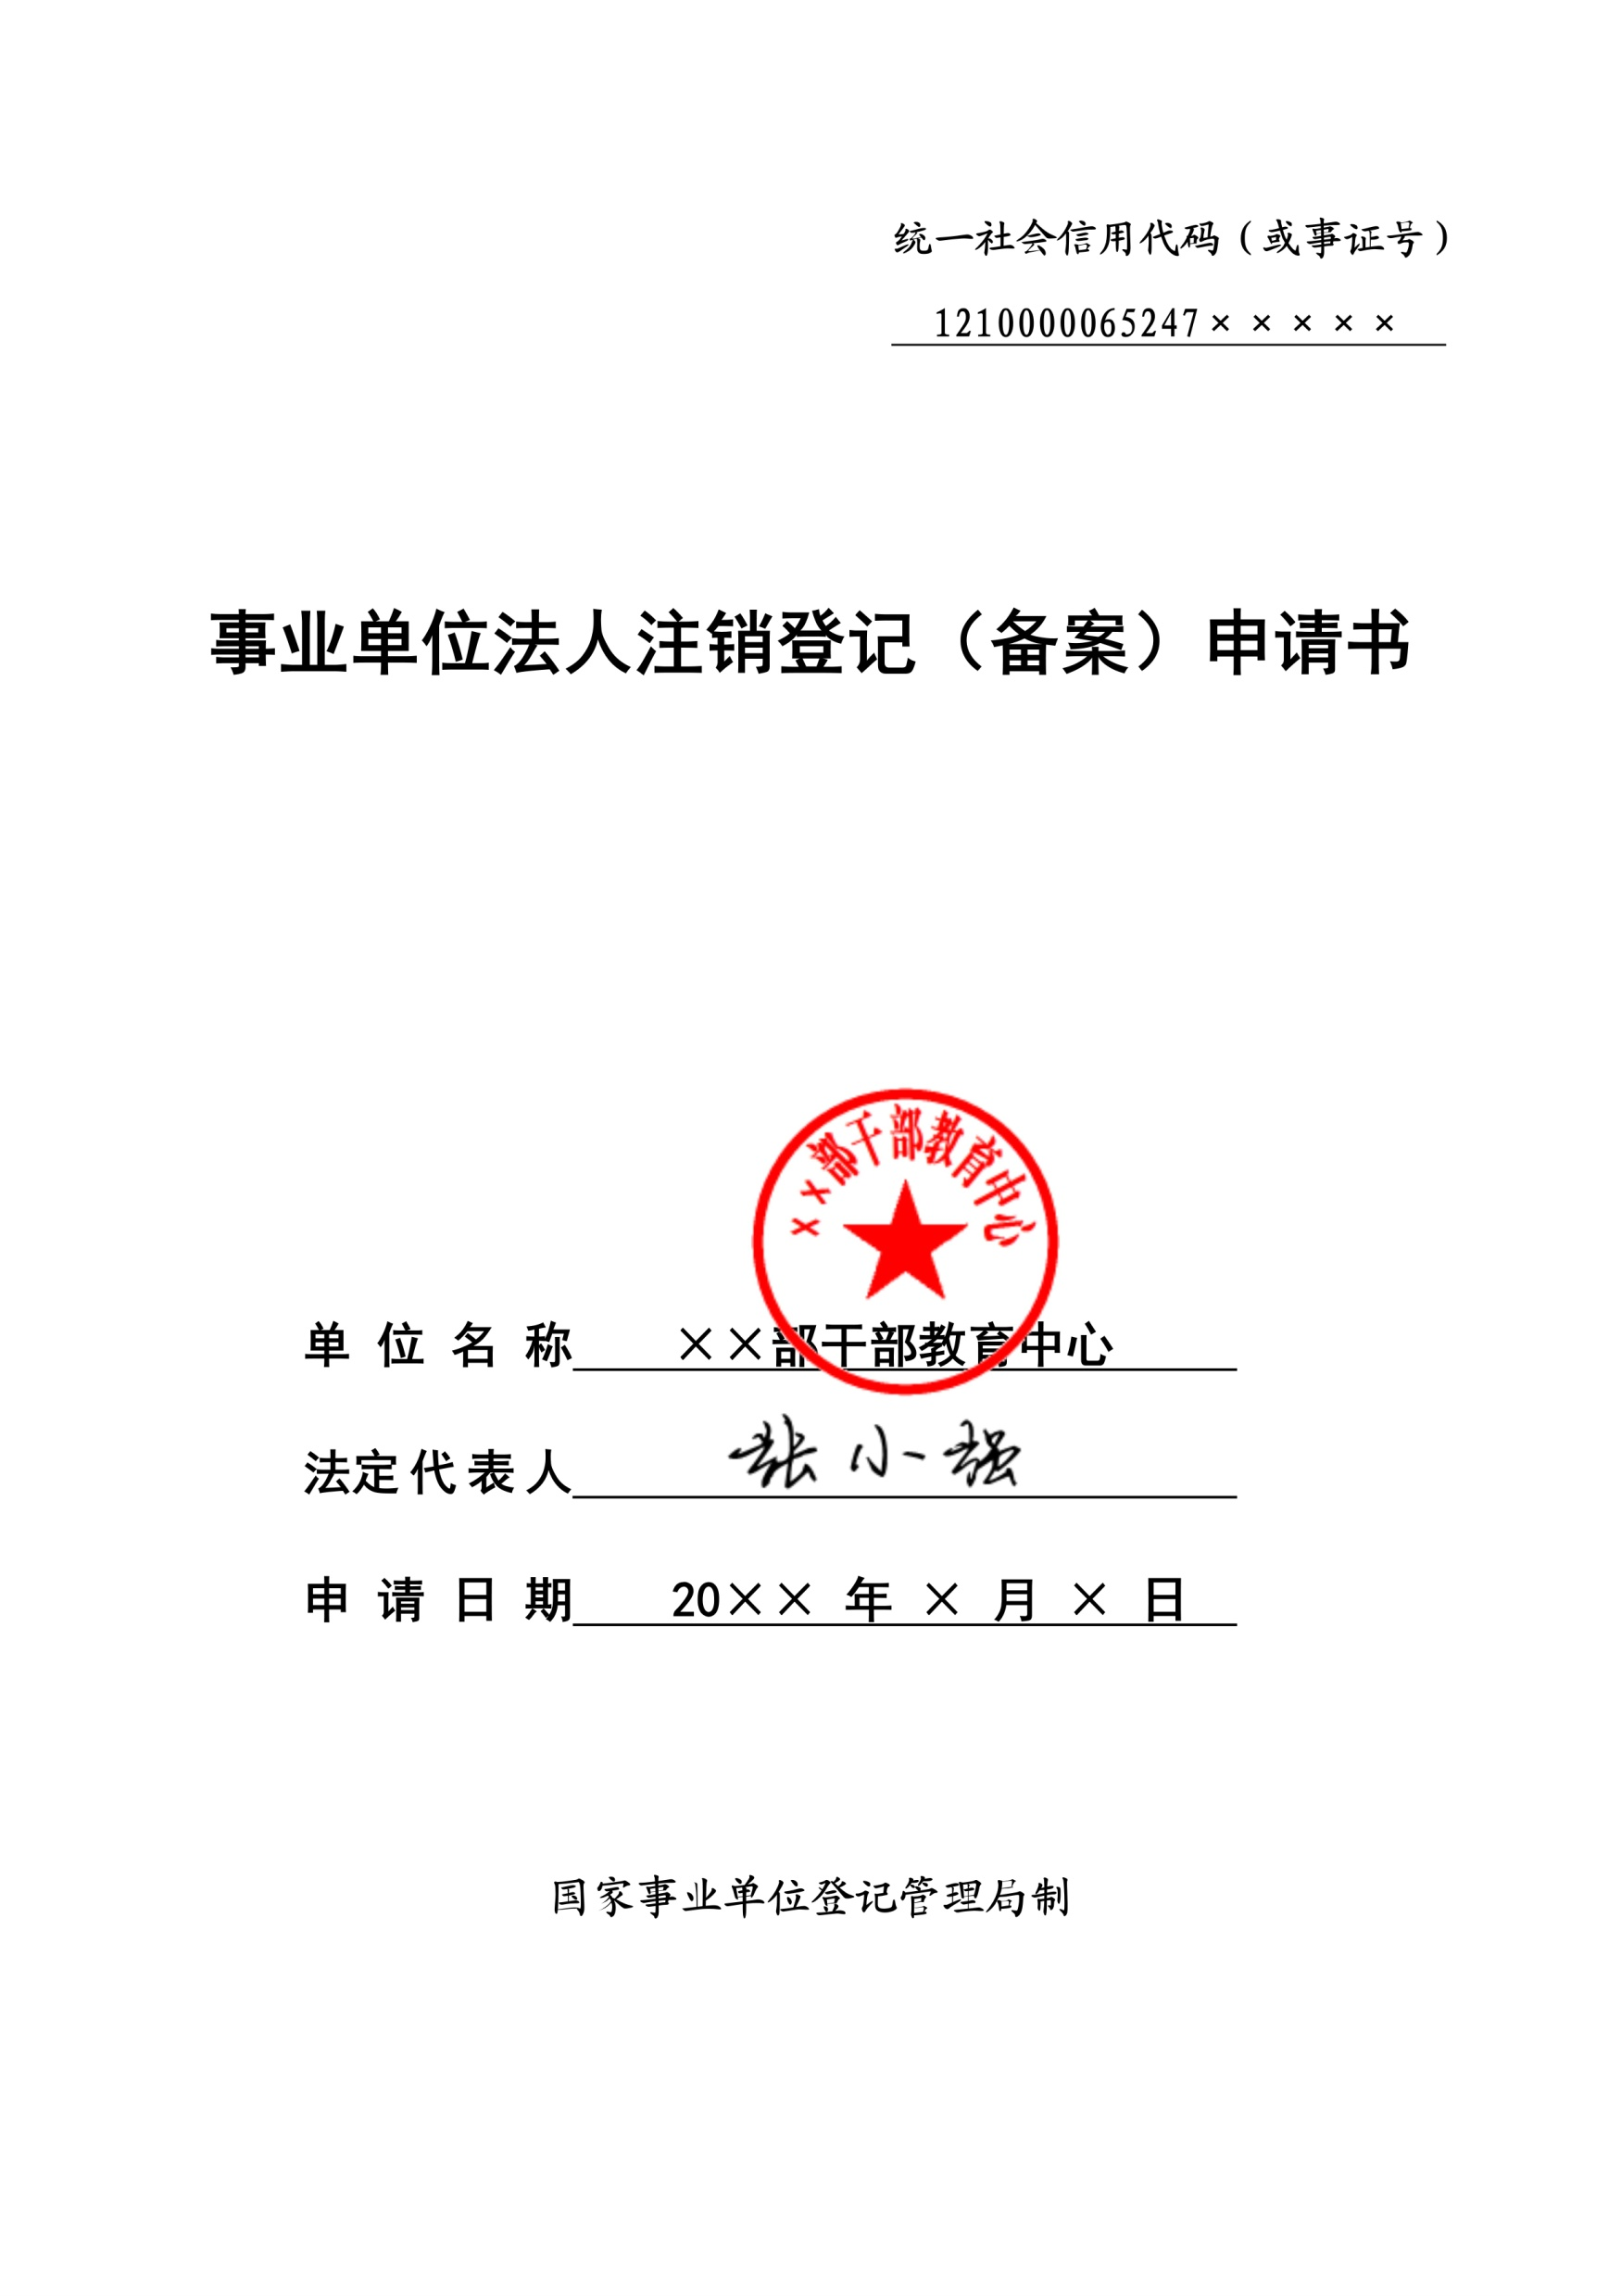 统一社会信用代码（或事证号）
1210000065247×××××
事业单位法人注销登记（备案）申请书
××部干部教育中心
单位名称 ××部干部教育中心
法定代表人 张小强
申请日期 20××年×月×日
国家事业单位登记管理局制